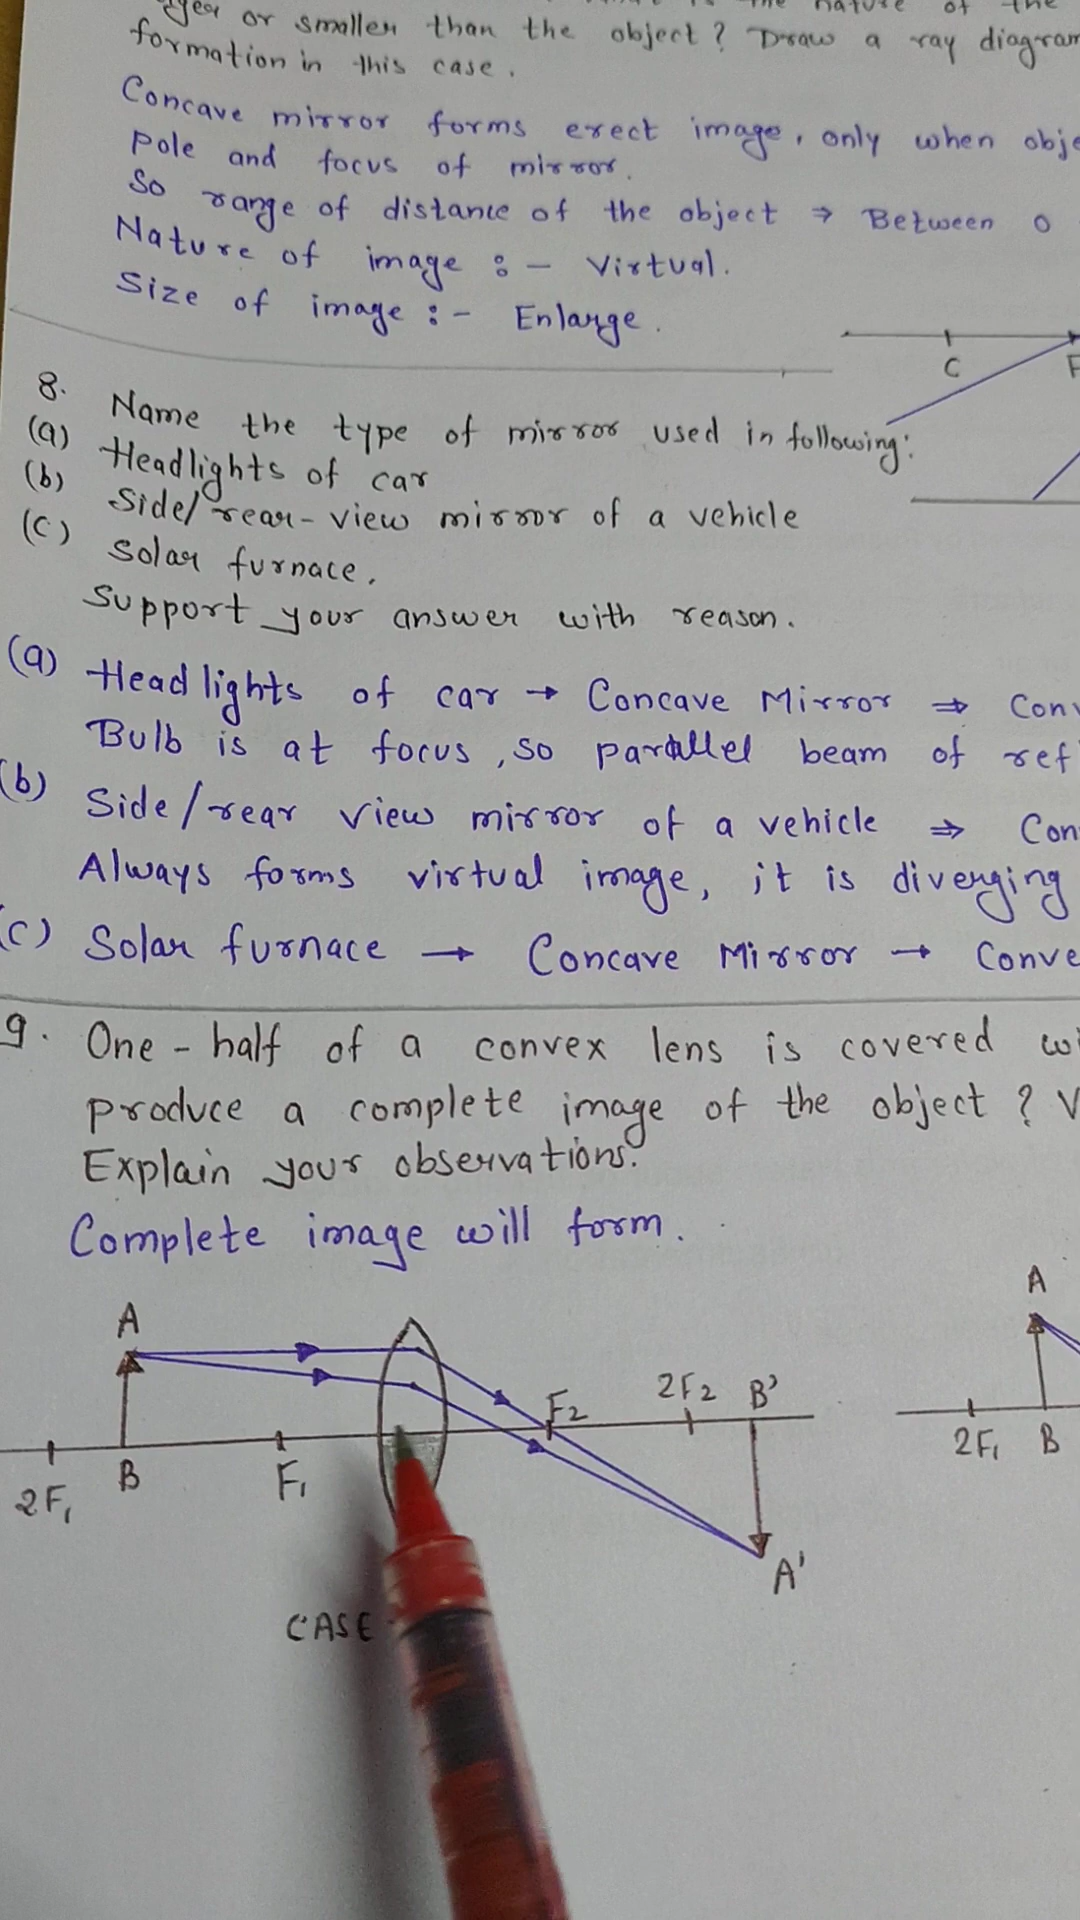 or smaller than the object? Draw a ray diagram
formation in this case.
Concave mirror forms erect image, only when obje
Pole and focus of mirror.
So range of distance of the object ⇒ Between 0
Nature of image :- Virtual.
Size of image :- Enlarge.
C F
8. Name the type of mirror used in following:
(a) Headlights of car
(b) Side/rear-view mirror of a vehicle
(c) Solar furnace.
Support your answer with reason.
(a) Headlights of car → Concave Mirror ⇒ Conv
Bulb is at focus, so parallel beam of ref
(b) Side/rear view mirror of a vehicle ⇒ Con
Always forms virtual image, it is diverging
(c) Solar furnace → Concave Mirror → Conve
9. One-half of a convex lens is covered wi
produce a complete image of the object? V
Explain your observations.
Complete image will form.
A
2F1 B F1 F2 2F2 B'
A'
A
2F1 B
CASE